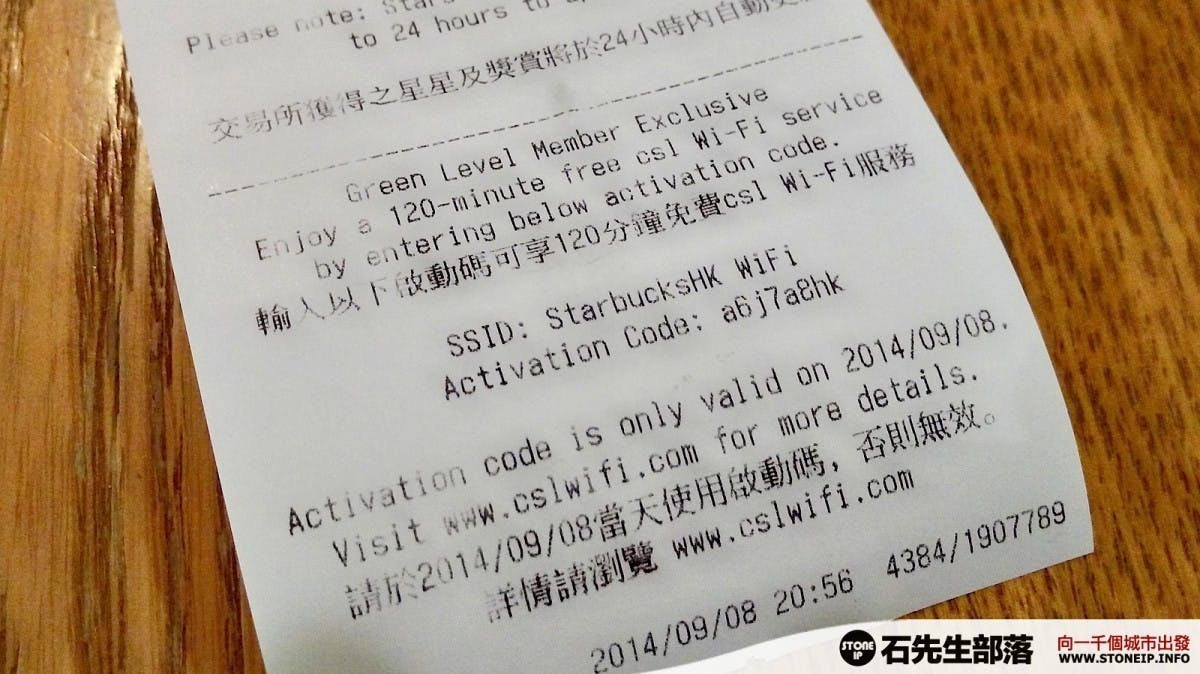 Please note: Stars
to 24 hours to
交易所獲得之星星及獎賞將於24小時內自動更
Green Level Member Exclusive
Enjoy a 120-minute free csl Wi-Fi service
by entering below activation code.
輸入以下啟動碼可享120分鐘免費csl Wi-Fi服務
SSID: StarbucksHK WiFi
Activation Code: a6j7a8hk
Activation code is only valid on 2014/09/08.
Visit www.cslwifi.com for more details.
請於2014/09/08當天使用啟動碼, 否則無效。
詳情請瀏覽 www.cslwifi.com
2014/09/08 20:56 4384/1907789
STONE IP 石先生部落
向一千個城市出發
WWW.STONEIP.INFO